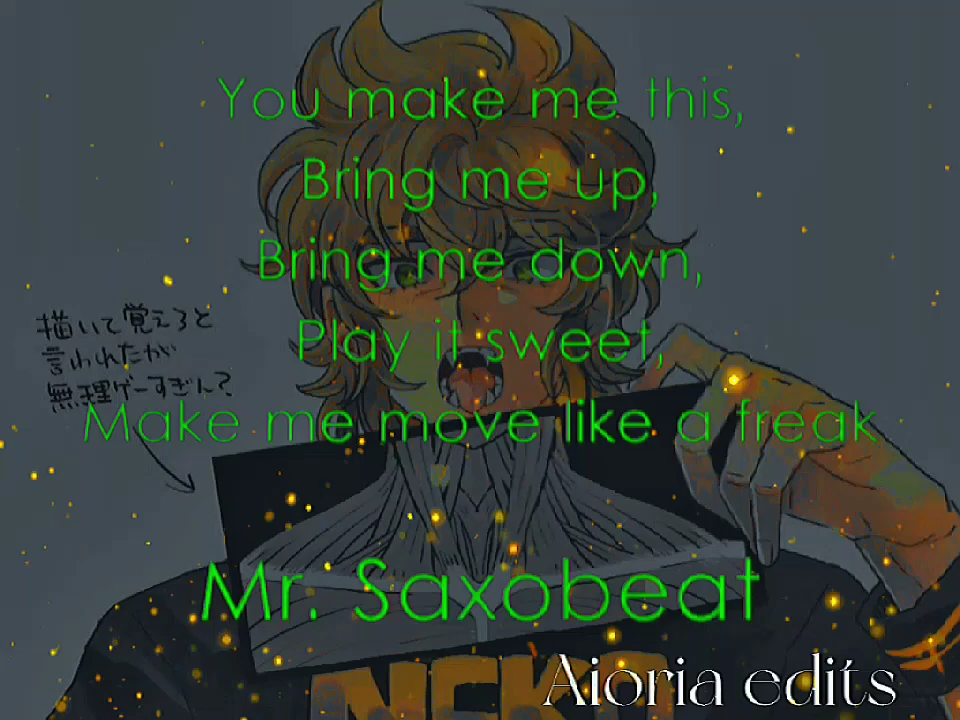 You make me this,
Bring me up,
Bring me down,
Play it sweet,
Make me move like a freak
描いて覚えろと
言われたが
無理ゲーすぎん?
Mr. Saxobeat
NEKO
Aioria edits